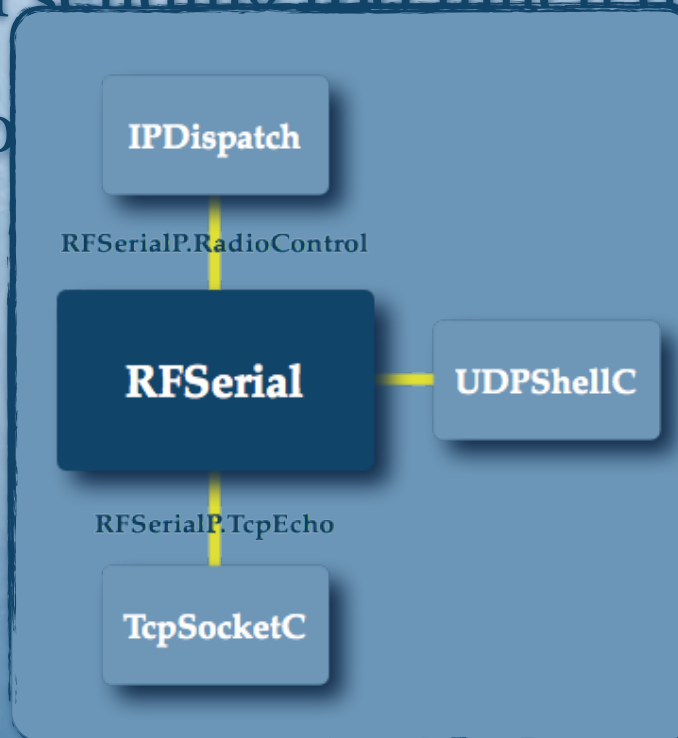 IPDispatch
RFSerialP.RadioControl
RFSerial
UDPShellC
RFSerialP.TcpEcho
TcpSocketC